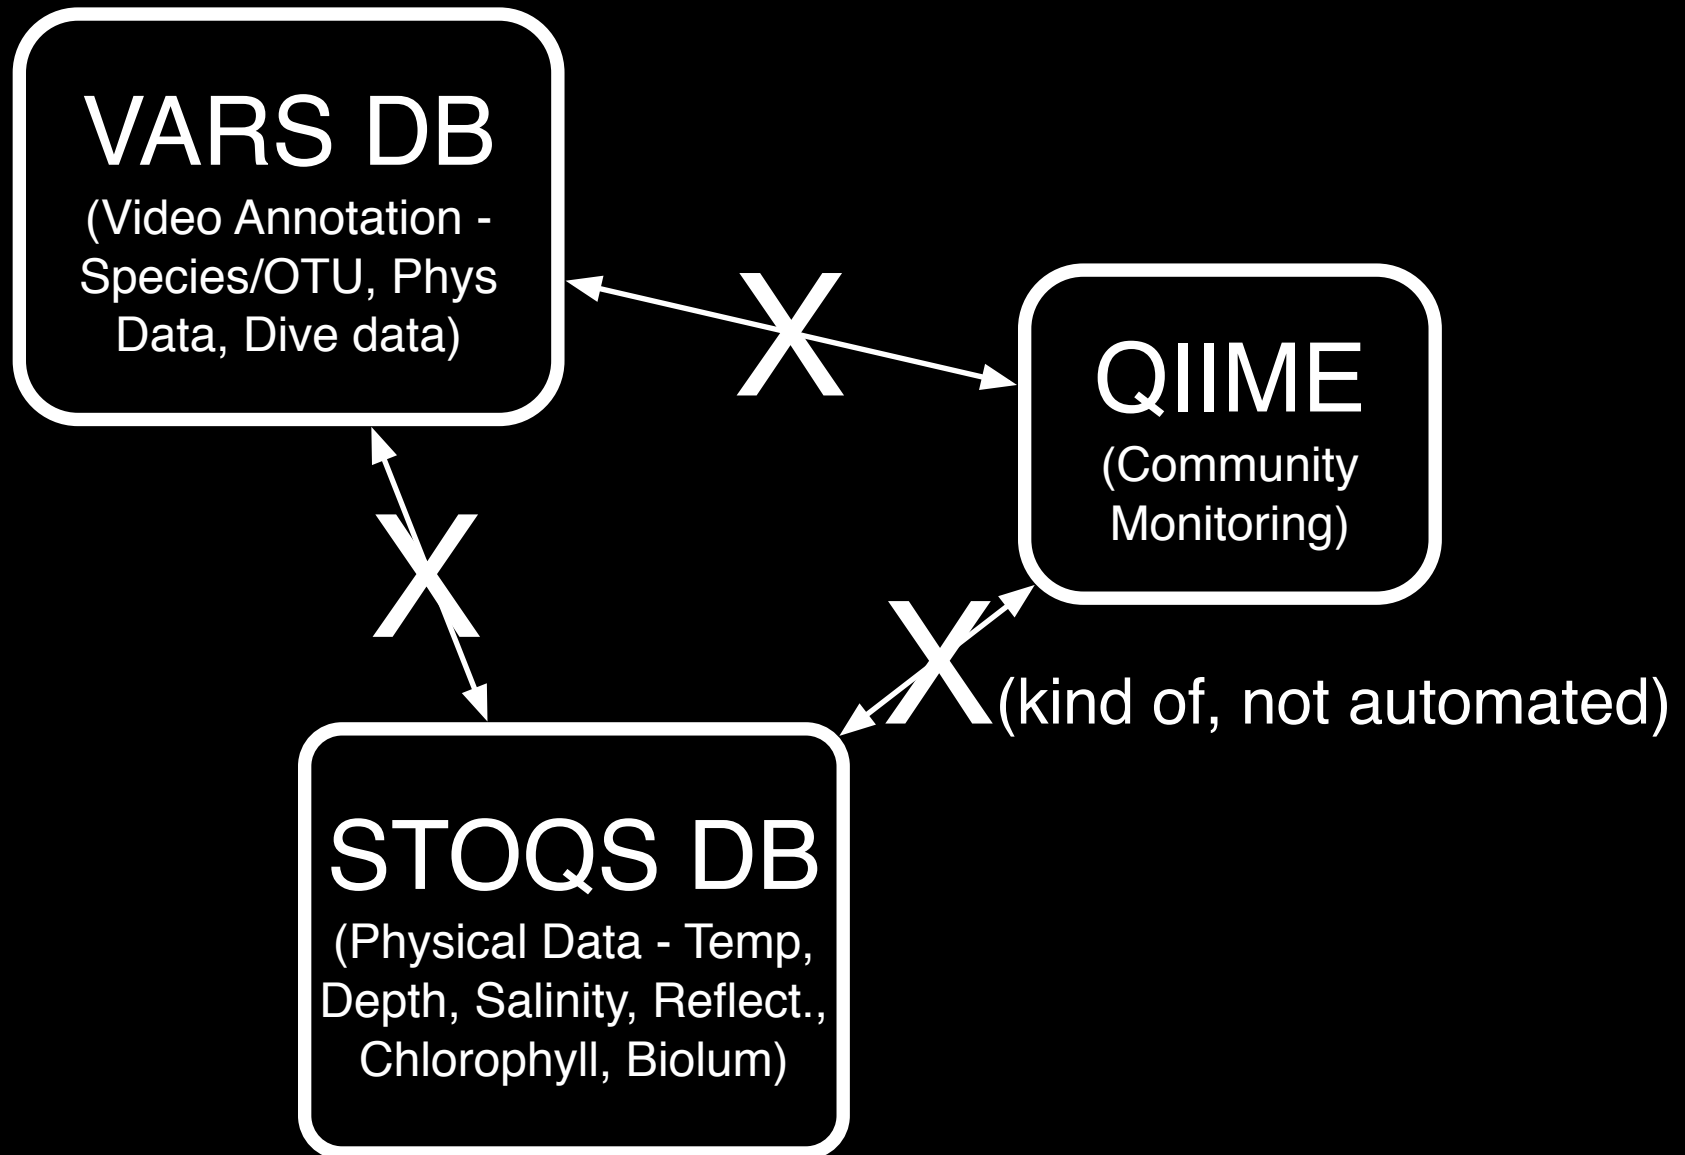 VARS DB
(Video Annotation -
Species/OTU, Phys
Data, Dive data)
X
QIIME
(Community
Monitoring)
X
X(kind of, not automated)
STOQS DB
(Physical Data - Temp,
Depth, Salinity, Reflect.,
Chlorophyll, Biolum)